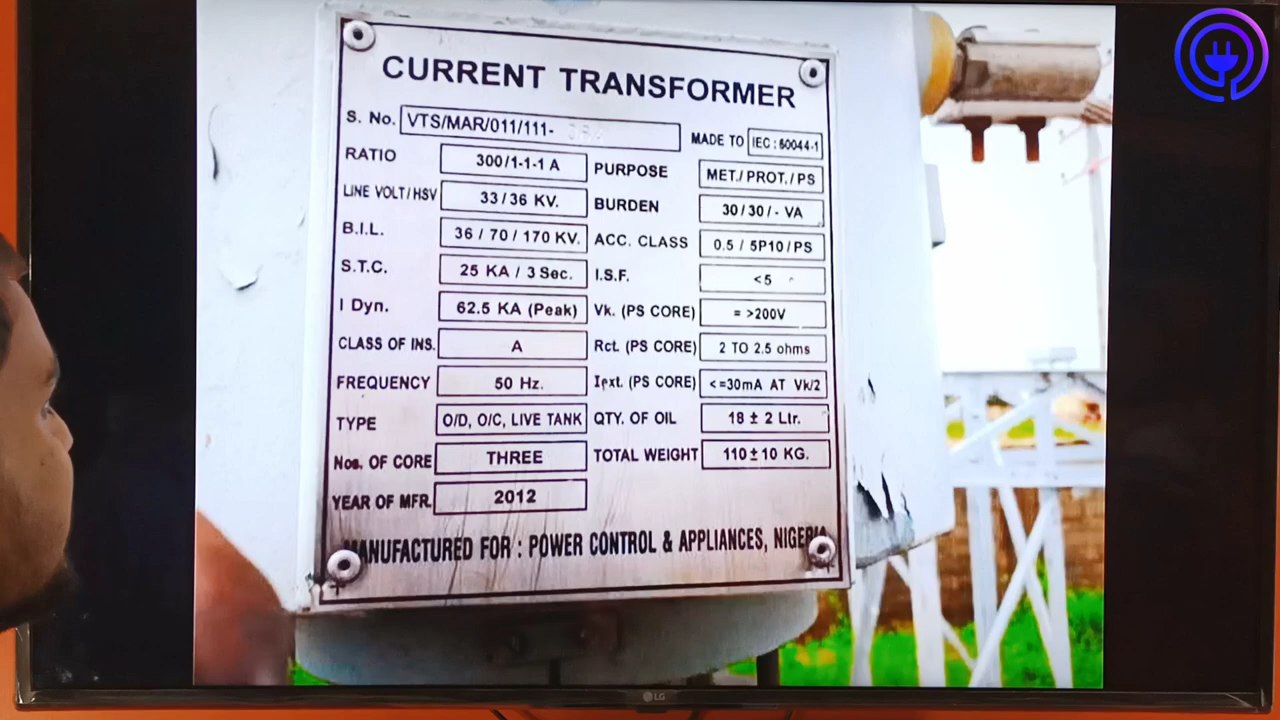 CURRENT TRANSFORMER
S. No. VTS/MAR/011/111- MADE TO IEC : 60044-1
RATIO 300/1-1-1 A PURPOSE MET./ PROT. / PS
LINE VOLT/HSV 33/36 KV. BURDEN 30/30/- VA
B.I.L. 36 / 70 / 170 KV. ACC. CLASS 0.5 / 5P10/PS
S.T.C. 25 KA / 3 Sec. I.S.F. <5
I Dyn. 62.5 KA (Peak) Vk. (PS CORE) = >200V
CLASS OF INS. A Rct. (PS CORE) 2 TO 2.5 ohms
FREQUENCY 50 Hz. Iext. (PS CORE) <=30mA AT Vk/2
TYPE O/D, O/C, LIVE TANK QTY. OF OIL 18 ± 2 Ltr.
Nos. OF CORE THREE TOTAL WEIGHT 110 ± 10 KG.
YEAR OF MFR. 2012
MANUFACTURED FOR : POWER CONTROL & APPLIANCES, NIGERIA
LG